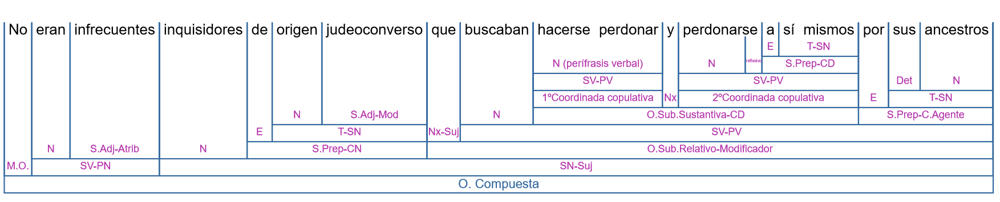 No eran infrecuentes inquisidores de origen judeoconverso que buscaban hacerse perdonar y perdonarse a sí mismos por sus ancestros
E T-SN
N (perífrasis verbal) N reflexivo S.Prep-CD
SV-PV SV-PV Det N
1ºCoordinada copulativa Nx 2ºCoordinada copulativa E T-SN
N S.Adj-Mod N O.Sub.Sustantiva-CD S.Prep-C.Agente
E T-SN Nx-Suj SV-PV
N S.Adj-Atrib N S.Prep-CN O.Sub.Relativo-Modificador
M.O. SV-PN SN-Suj
O. Compuesta